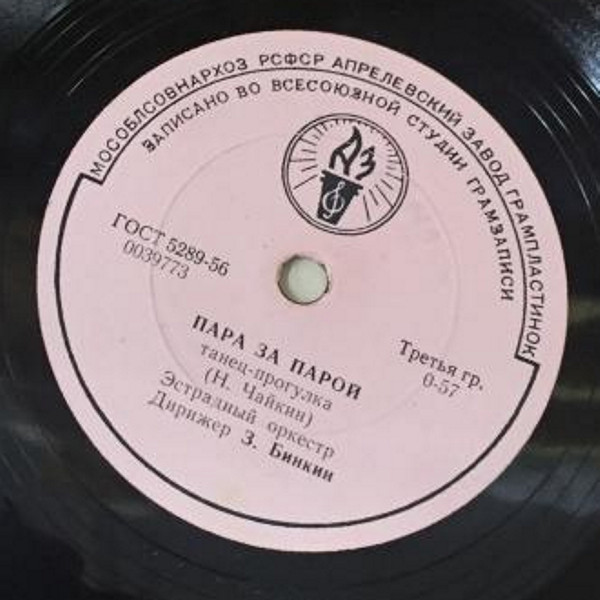 МОСОБЛСОВНАРХОЗ РСФСР АПРЕЛЕВСКИЙ ЗАВОД ГРАМПЛАСТИНОК
ЗАПИСАНО ВО ВСЕСОЮЗНОЙ СТУДИИ ГРАМЗАПИСИ
АЗ
ГОСТ 5289-56
0039773
ПАРА ЗА ПАРОЙ
танец-прогулка
(Н. Чайкин)
Эстрадный оркестр
Дирижер З. Бинкин
Третья гр.
0-57